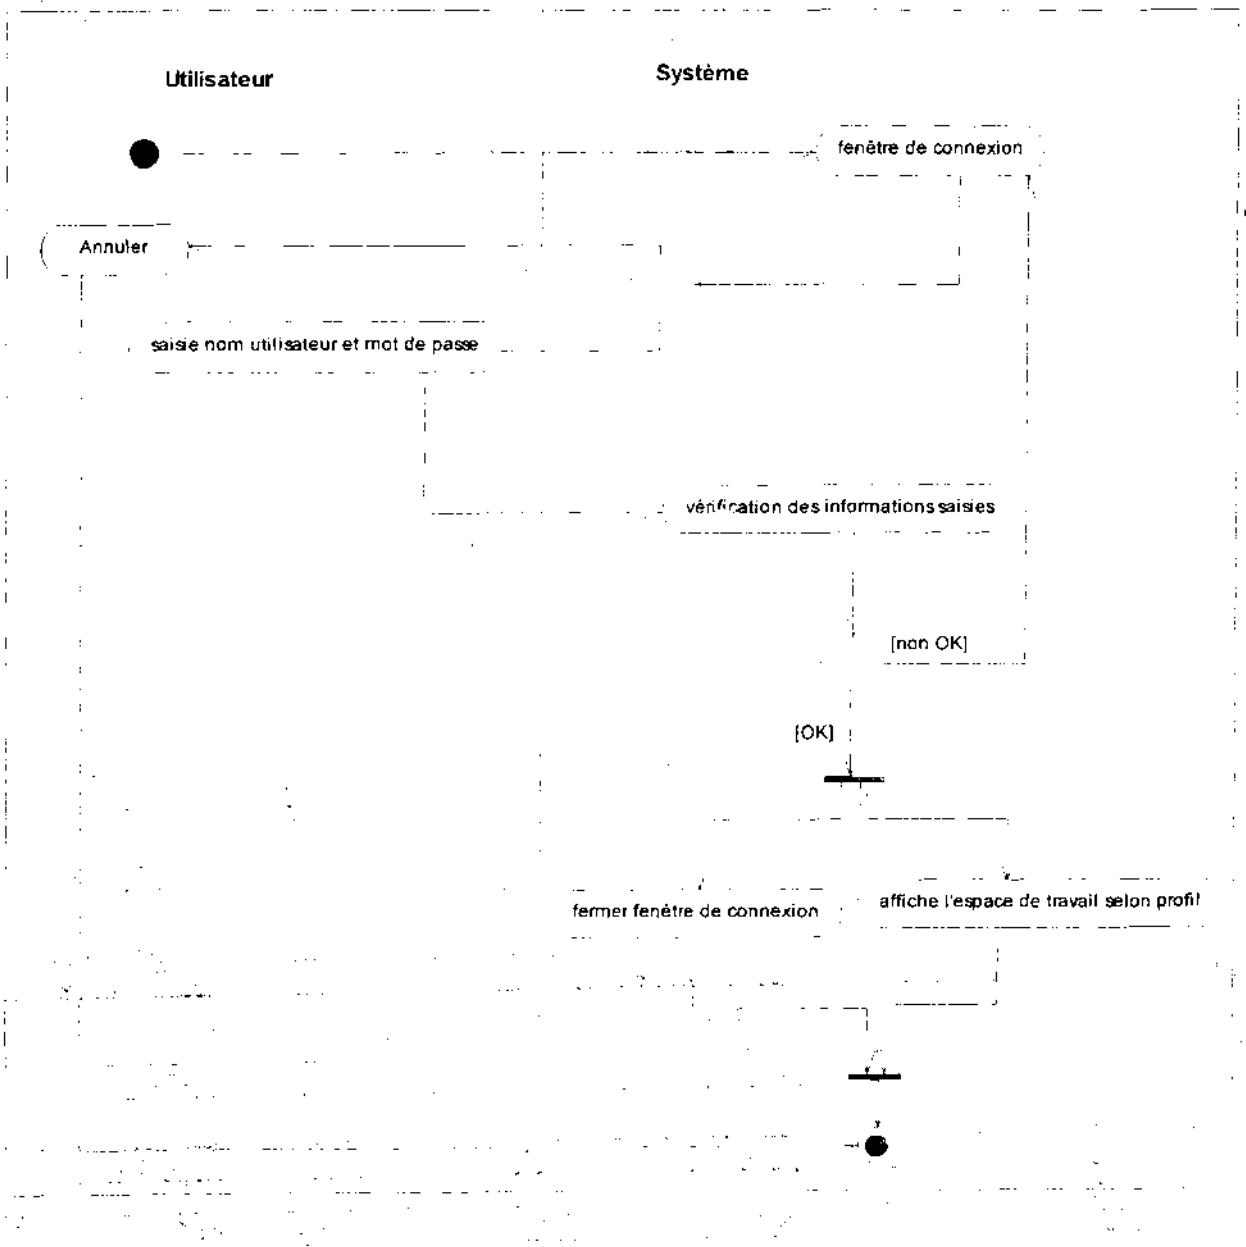 Utilisateur
Système
fenêtre de connexion
Annuler
saisie nom utilisateur et mot de passe
vérification des informations saisies
[non OK]
[OK]
fermer fenêtre de connexion
affiche l'espace de travail selon profil